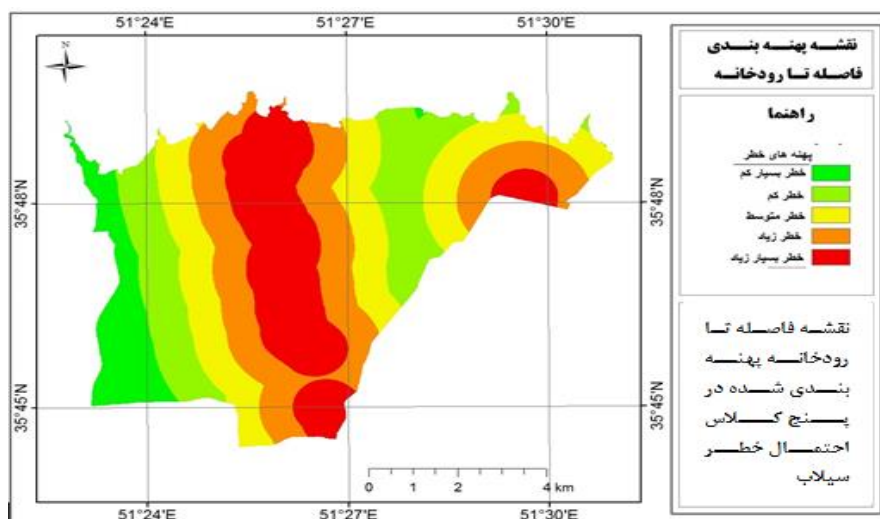 51°24'E 51°27'E 51°30'E
N
35°48'N 35°48'N
35°45'N 35°45'N
0 1 2 4 km
51°24'E 51°27'E 51°30'E
نقشه پهنه بندی
فاصله تا رودخانه
راهنما
پهنه های خطر
خطر بسیار کم
خطر کم
خطر متوسط
خطر زیاد
خطر بسیار زیاد
نقشه فاصله تا
رودخانه پهنه
بندی شده در
پنج کلاس
احتمال خطر
سیلاب